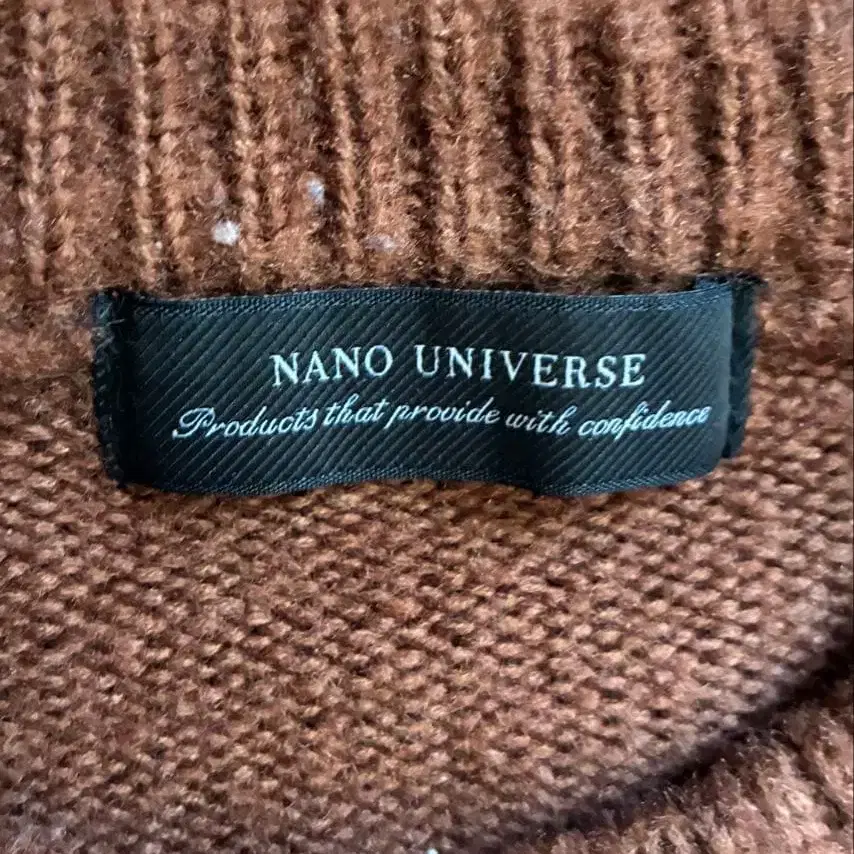 NANO UNIVERSE
Products that provide with confidence